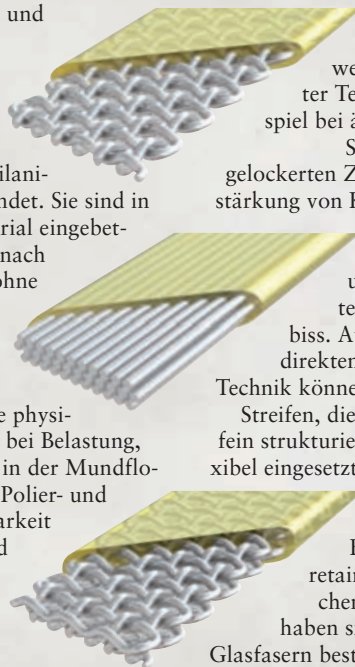 und
ilani-
ndet. Sie sind in
rial eingebet-
nach
ohne
e physi-
bei Belastung,
in der Mundflo-
Polier- und
arkeit
d
we
ter Te
spiel bei ä
S
gelockerten Z
stärkung von
u
te
biss. A
direkten
Technik könne
Streifen, die
fein strukturie
xibel eingesetzt
retain
chen
haben si
Glasfasern best